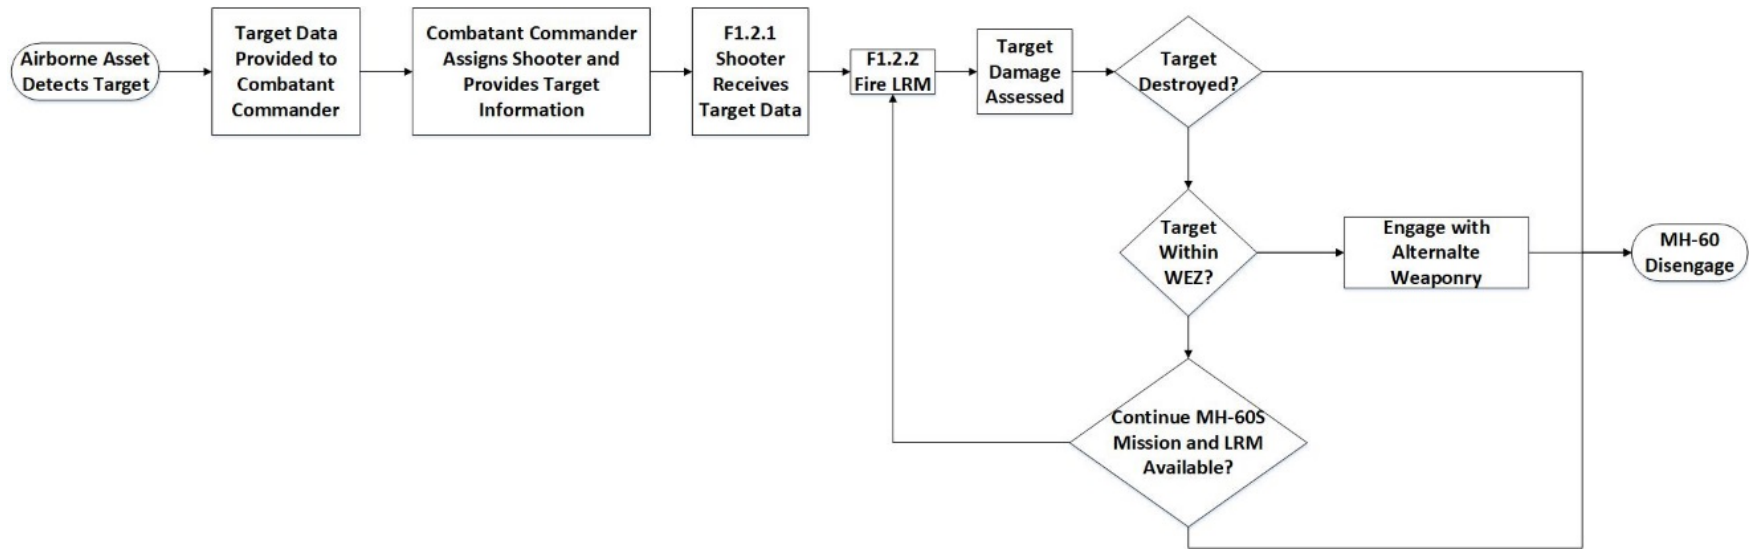 Airborne Asset
Detects Target
Target Data
Provided to
Combatant
Commander
Combatant Commander
Assigns Shooter and
Provides Target
Information
F1.2.1
Shooter
Receives
Target Data
F1.2.2
Fire LRM
Target
Damage
Assessed
Target
Destroyed?
Target
Within
WEZ?
Engage with
Alternalte
Weaponry
MH-60
Disengage
Continue MH-60S
Mission and LRM
Available?